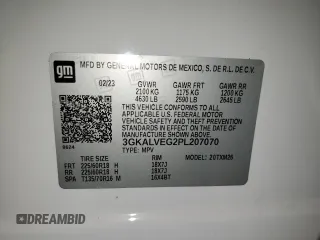 gm
MFD BY GENERAL MOTORS DE MEXICO, S. DE R.L. DE C.V.
02/23 GVWR GAWR FRT GAWR RR
2100 KG 1175 KG 1200 KG
4630 LB 2590 LB 2645 LB
THIS VEHICLE CONFORMS TO ALL APPLICABLE U.S. FEDERAL MOTOR VEHICLE SAFETY, BUMPER, AND THEFT PREVENTION STANDARDS IN EFFECT ON THE DATE OF MANUFACTURE SHOWN ABOVE.
3GKALVEG2PL207070
TYPE: MPV MODEL: 20TXM26
TIRE SIZE RIM
FRT 225/60R18 H 18X7J
RR 225/60R18 H 18X7J
SPA T135/70R16 M 16X4BT
DREAMBID